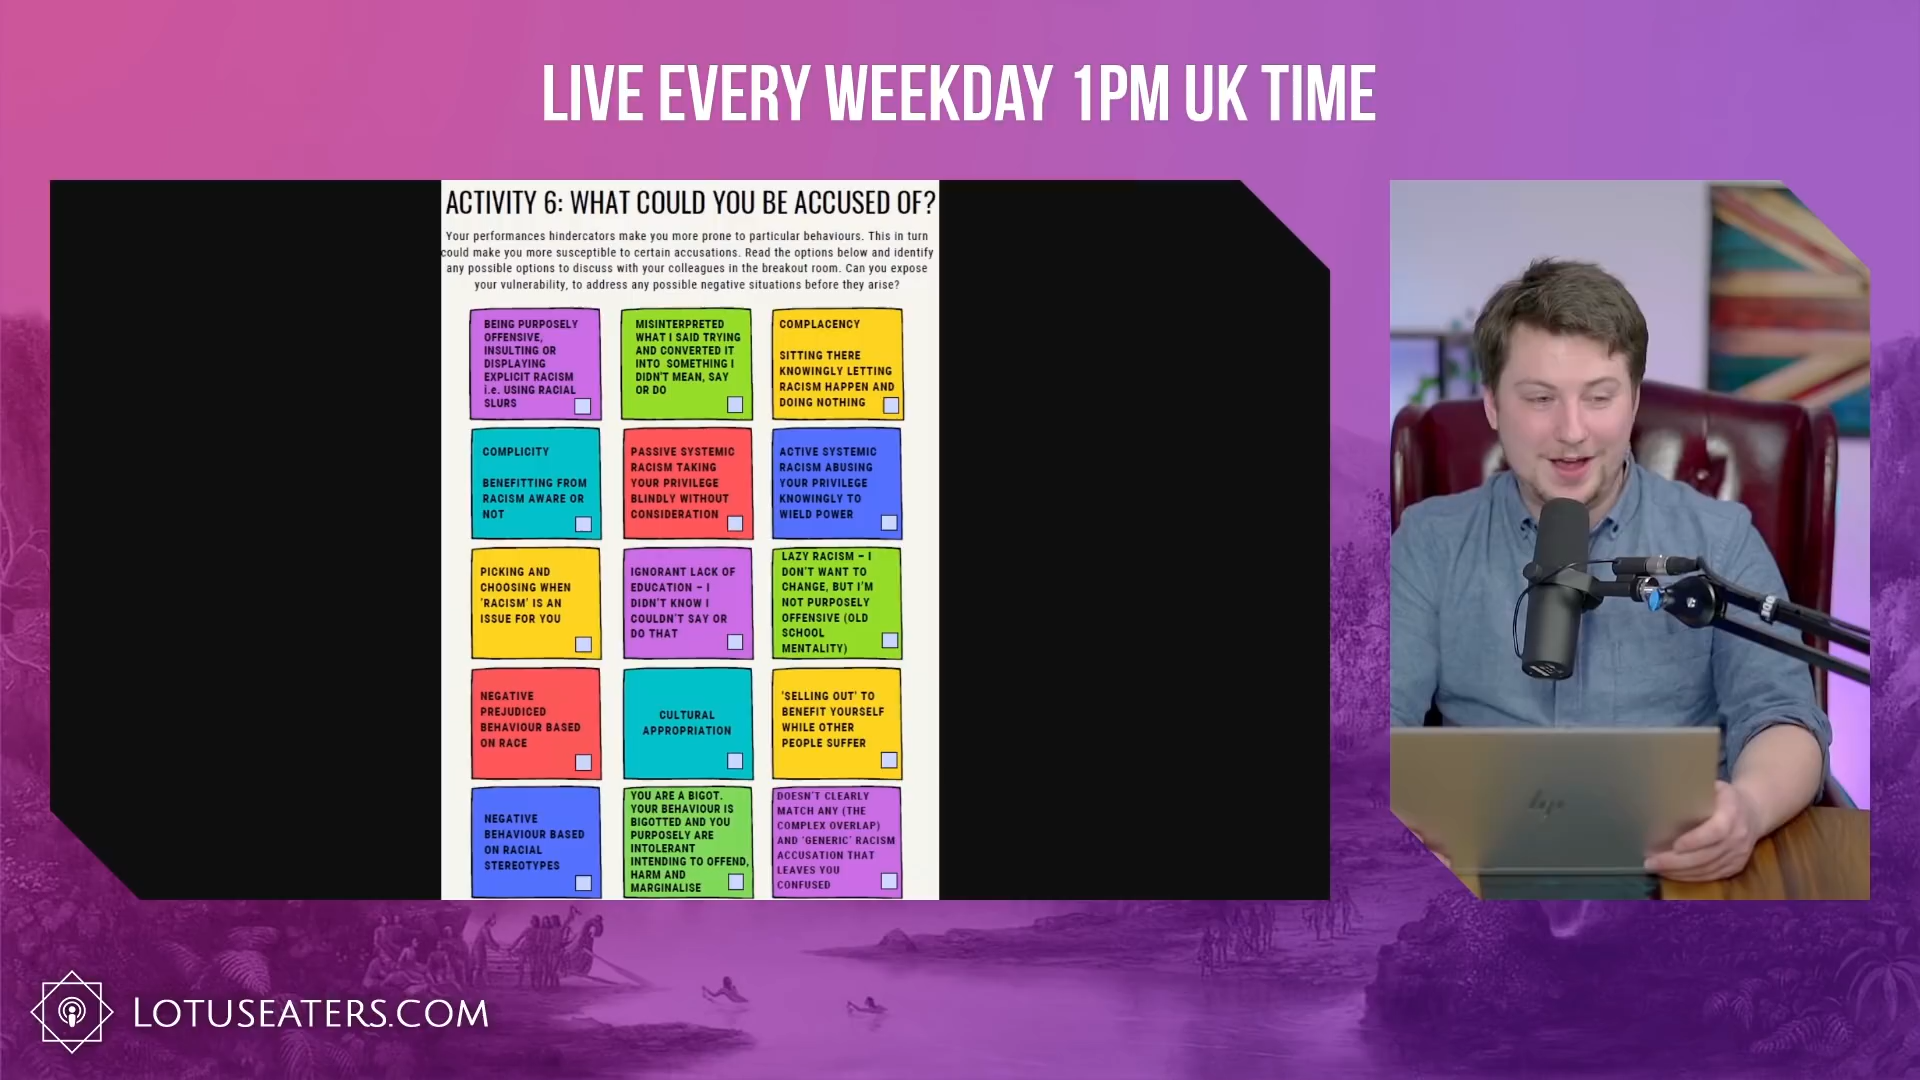 LIVE EVERY WEEKDAY 1PM UK TIME
ACTIVITY 6: WHAT COULD YOU BE ACCUSED OF?
Your performances hindercators make you more prone to particular behaviours. This in turn
could make you more susceptible to certain accusations. Read the options below and identify
any possible options to discuss with your colleagues in the breakout room. Can you expose
your vulnerability, to address any possible negative situations before they arise?
BEING PURPOSELY
OFFENSIVE,
INSULTING OR
DISPLAYING
EXPLICIT RACISM
i.e. USING RACIAL
SLURS
MISINTERPRETED
WHAT I SAID TRYING
AND CONVERTED IT
INTO SOMETHING I
DIDN'T MEAN, SAY
OR DO
COMPLACENCY
SITTING THERE
KNOWINGLY LETTING
RACISM HAPPEN AND
DOING NOTHING
COMPLICITY
BENEFITTING FROM
RACISM AWARE OR
NOT
PASSIVE SYSTEMIC
RACISM TAKING
YOUR PRIVILEGE
BLINDLY WITHOUT
CONSIDERATION
ACTIVE SYSTEMIC
RACISM ABUSING
YOUR PRIVILEGE
KNOWINGLY TO
WIELD POWER
PICKING AND
CHOOSING WHEN
'RACISM' IS AN
ISSUE FOR YOU
IGNORANT LACK OF
EDUCATION – I
DIDN'T KNOW I
COULDN'T SAY OR
DO THAT
LAZY RACISM – I
DON'T WANT TO
CHANGE, BUT I'M
NOT PURPOSELY
OFFENSIVE (OLD
SCHOOL
MENTALITY)
NEGATIVE
PREJUDICED
BEHAVIOUR BASED
ON RACE
CULTURAL
APPROPRIATION
'SELLING OUT' TO
BENEFIT YOURSELF
WHILE OTHER
PEOPLE SUFFER
NEGATIVE
BEHAVIOUR BASED
ON RACIAL
STEREOTYPES
YOU ARE A BIGOT.
YOUR BEHAVIOUR IS
BIGOTTED AND YOU
PURPOSELY ARE
INTOLERANT
INTENDING TO OFFEND,
HARM AND
MARGINALISE
DOESN'T CLEARLY
MATCH ANY (THE
COMPLEX OVERLAP)
AND 'GENERIC' RACISM
ACCUSATION THAT
LEAVES YOU
CONFUSED
hp
LOTUSEATERS.COM